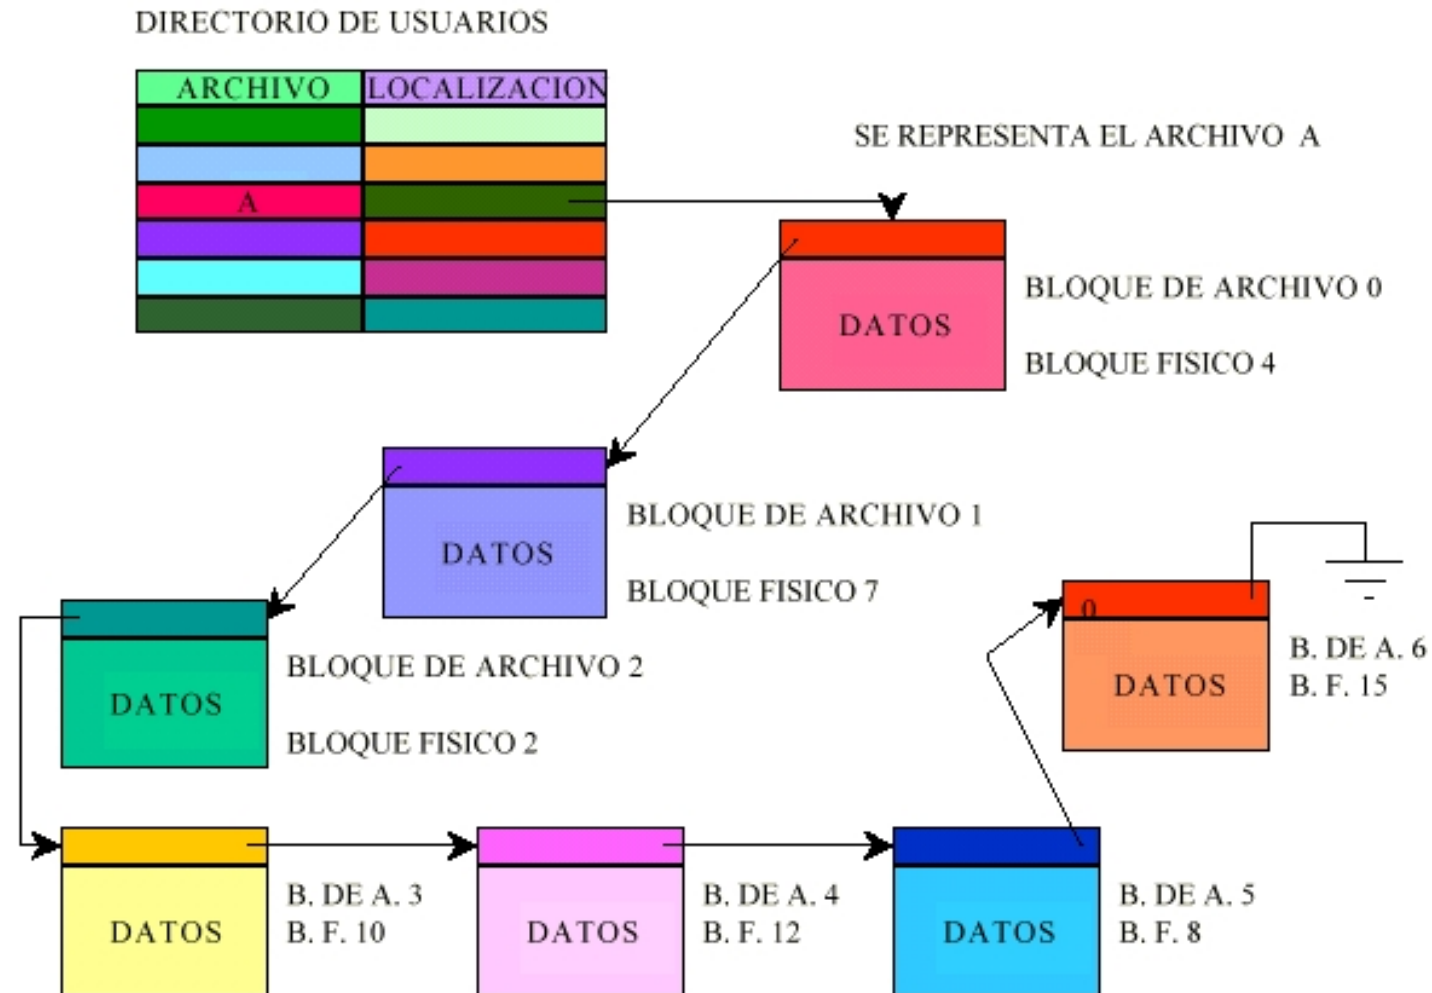 DIRECTORIO DE USUARIOS
ARCHIVO LOCALIZACION
SE REPRESENTA EL ARCHIVO A
A
BLOQUE DE ARCHIVO 0
DATOS
BLOQUE FISICO 4
BLOQUE DE ARCHIVO 1
DATOS
BLOQUE FISICO 7
BLOQUE DE ARCHIVO 2
DATOS
BLOQUE FISICO 2
0
B. DE A. 6
DATOS
B. F. 15
B. DE A. 3
DATOS
B. F. 10
B. DE A. 4
DATOS
B. F. 12
B. DE A. 5
DATOS
B. F. 8